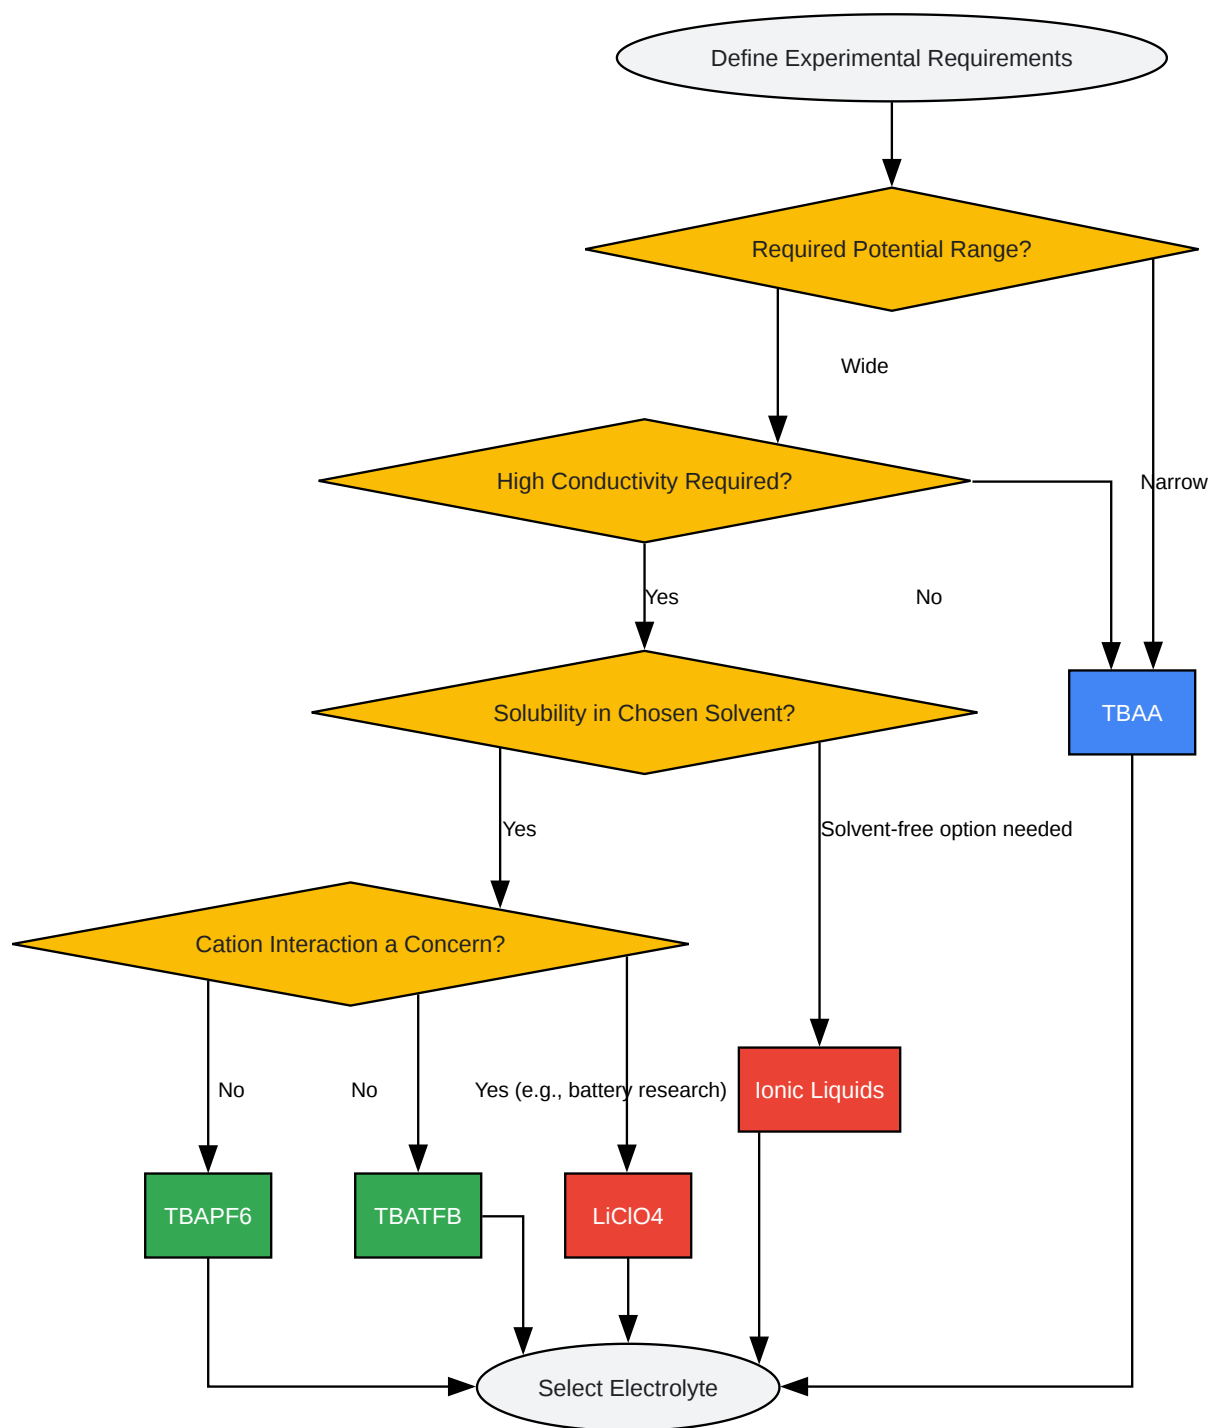 Define Experimental Requirements
Required Potential Range?
Wide
High Conductivity Required?
Narrow
Yes
No
Solubility in Chosen Solvent?
TBAA
Yes
Solvent-free option needed
Cation Interaction a Concern?
No
No
Yes (e.g., battery research)
Ionic Liquids
TBAPF6
TBATFB
LiClO4
Select Electrolyte